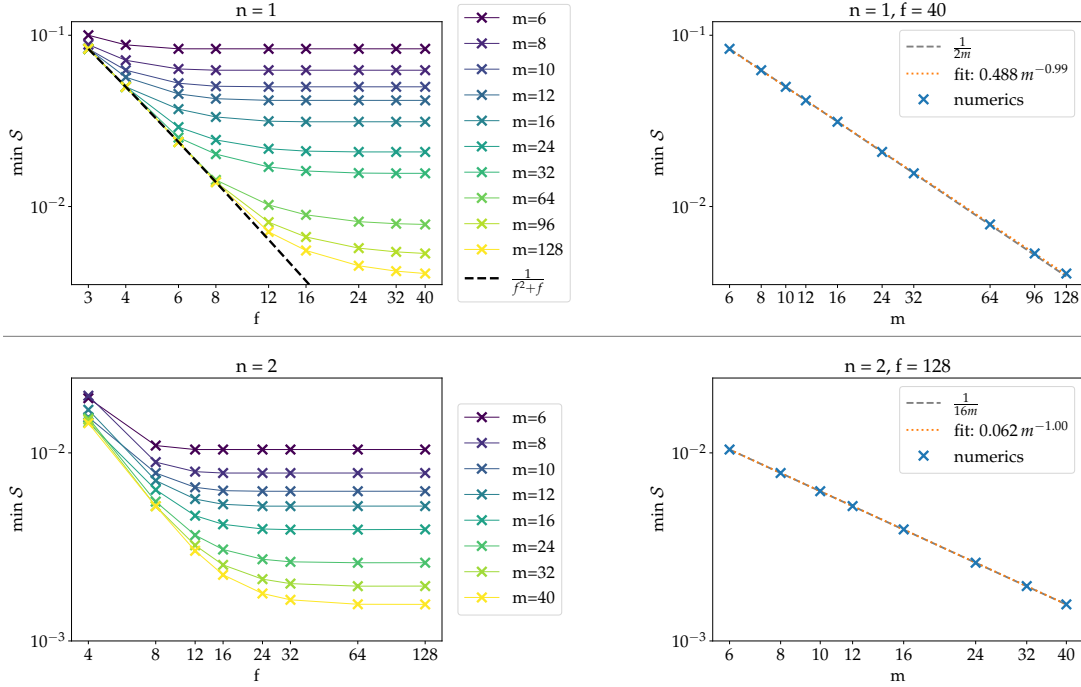 n = 1
10⁻¹
10⁻²
min 𝒮
3 4 6 8 12 16 24 32 40
f
m=6
m=8
m=10
m=12
m=16
m=24
m=32
m=64
m=96
m=128
1/(f²+f)
n = 1, f = 40
10⁻¹
10⁻²
min 𝒮
6 8 10 12 16 24 32 64 96 128
m
1/(2m)
fit: 0.488 m⁻⁰·⁹⁹
numerics
n = 2
10⁻²
10⁻³
min 𝒮
4 8 12 16 24 32 64 128
f
m=6
m=8
m=10
m=12
m=16
m=24
m=32
m=40
n = 2, f = 128
10⁻²
10⁻³
min 𝒮
6 8 10 12 16 24 32 40
m
1/(16m)
fit: 0.062 m⁻¹·⁰⁰
numerics